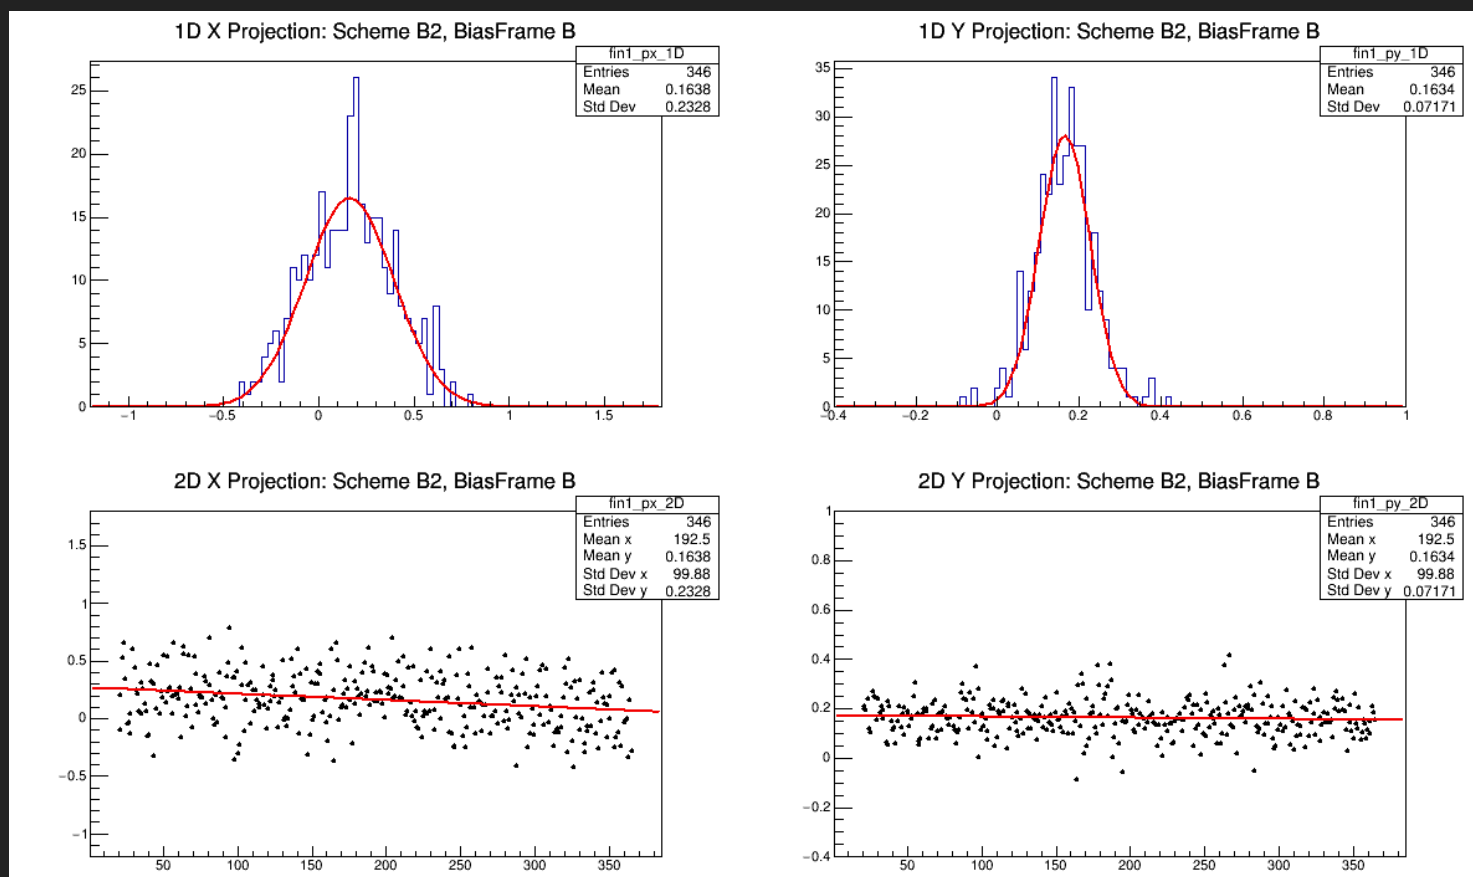 1D X Projection: Scheme B2, BiasFrame B
fin1_px_1D
Entries 346
Mean 0.1638
Std Dev 0.2328
25
20
15
10
5
0
−1 −0.5 0 0.5 1 1.5
1D Y Projection: Scheme B2, BiasFrame B
fin1_py_1D
Entries 346
Mean 0.1634
Std Dev 0.07171
35
30
25
20
15
10
5
0
−0.4 −0.2 0 0.2 0.4 0.6 0.8 1
2D X Projection: Scheme B2, BiasFrame B
fin1_px_2D
Entries 346
Mean x 192.5
Mean y 0.1638
Std Dev x 99.88
Std Dev y 0.2328
1.5
1
0.5
0
−0.5
−1
50 100 150 200 250 300 350
2D Y Projection: Scheme B2, BiasFrame B
fin1_py_2D
Entries 346
Mean x 192.5
Mean y 0.1634
Std Dev x 99.88
Std Dev y 0.07171
1
0.8
0.6
0.4
0.2
0
−0.2
−0.4
50 100 150 200 250 300 350